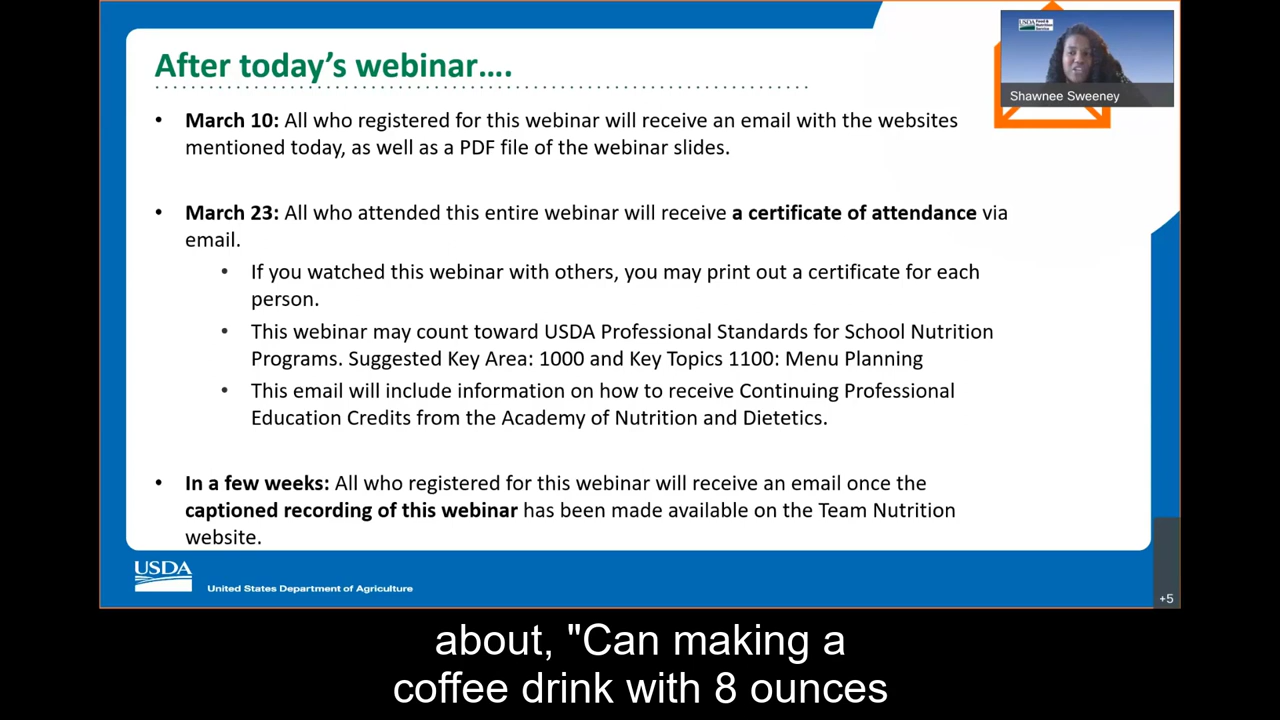 After today's webinar….
USDA Food & Nutrition Service
Shawnee Sweeney
• March 10: All who registered for this webinar will receive an email with the websites
mentioned today, as well as a PDF file of the webinar slides.
• March 23: All who attended this entire webinar will receive a certificate of attendance via
email.
• If you watched this webinar with others, you may print out a certificate for each
person.
• This webinar may count toward USDA Professional Standards for School Nutrition
Programs. Suggested Key Area: 1000 and Key Topics 1100: Menu Planning
• This email will include information on how to receive Continuing Professional
Education Credits from the Academy of Nutrition and Dietetics.
• In a few weeks: All who registered for this webinar will receive an email once the
captioned recording of this webinar has been made available on the Team Nutrition
website.
USDA
United States Department of Agriculture
+5
about, "Can making a
coffee drink with 8 ounces